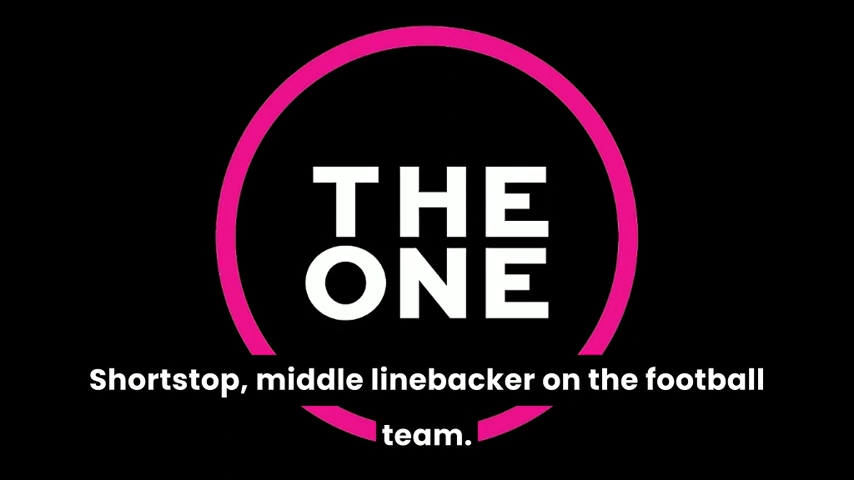 THE
ONE
Shortstop, middle linebacker on the football
team.